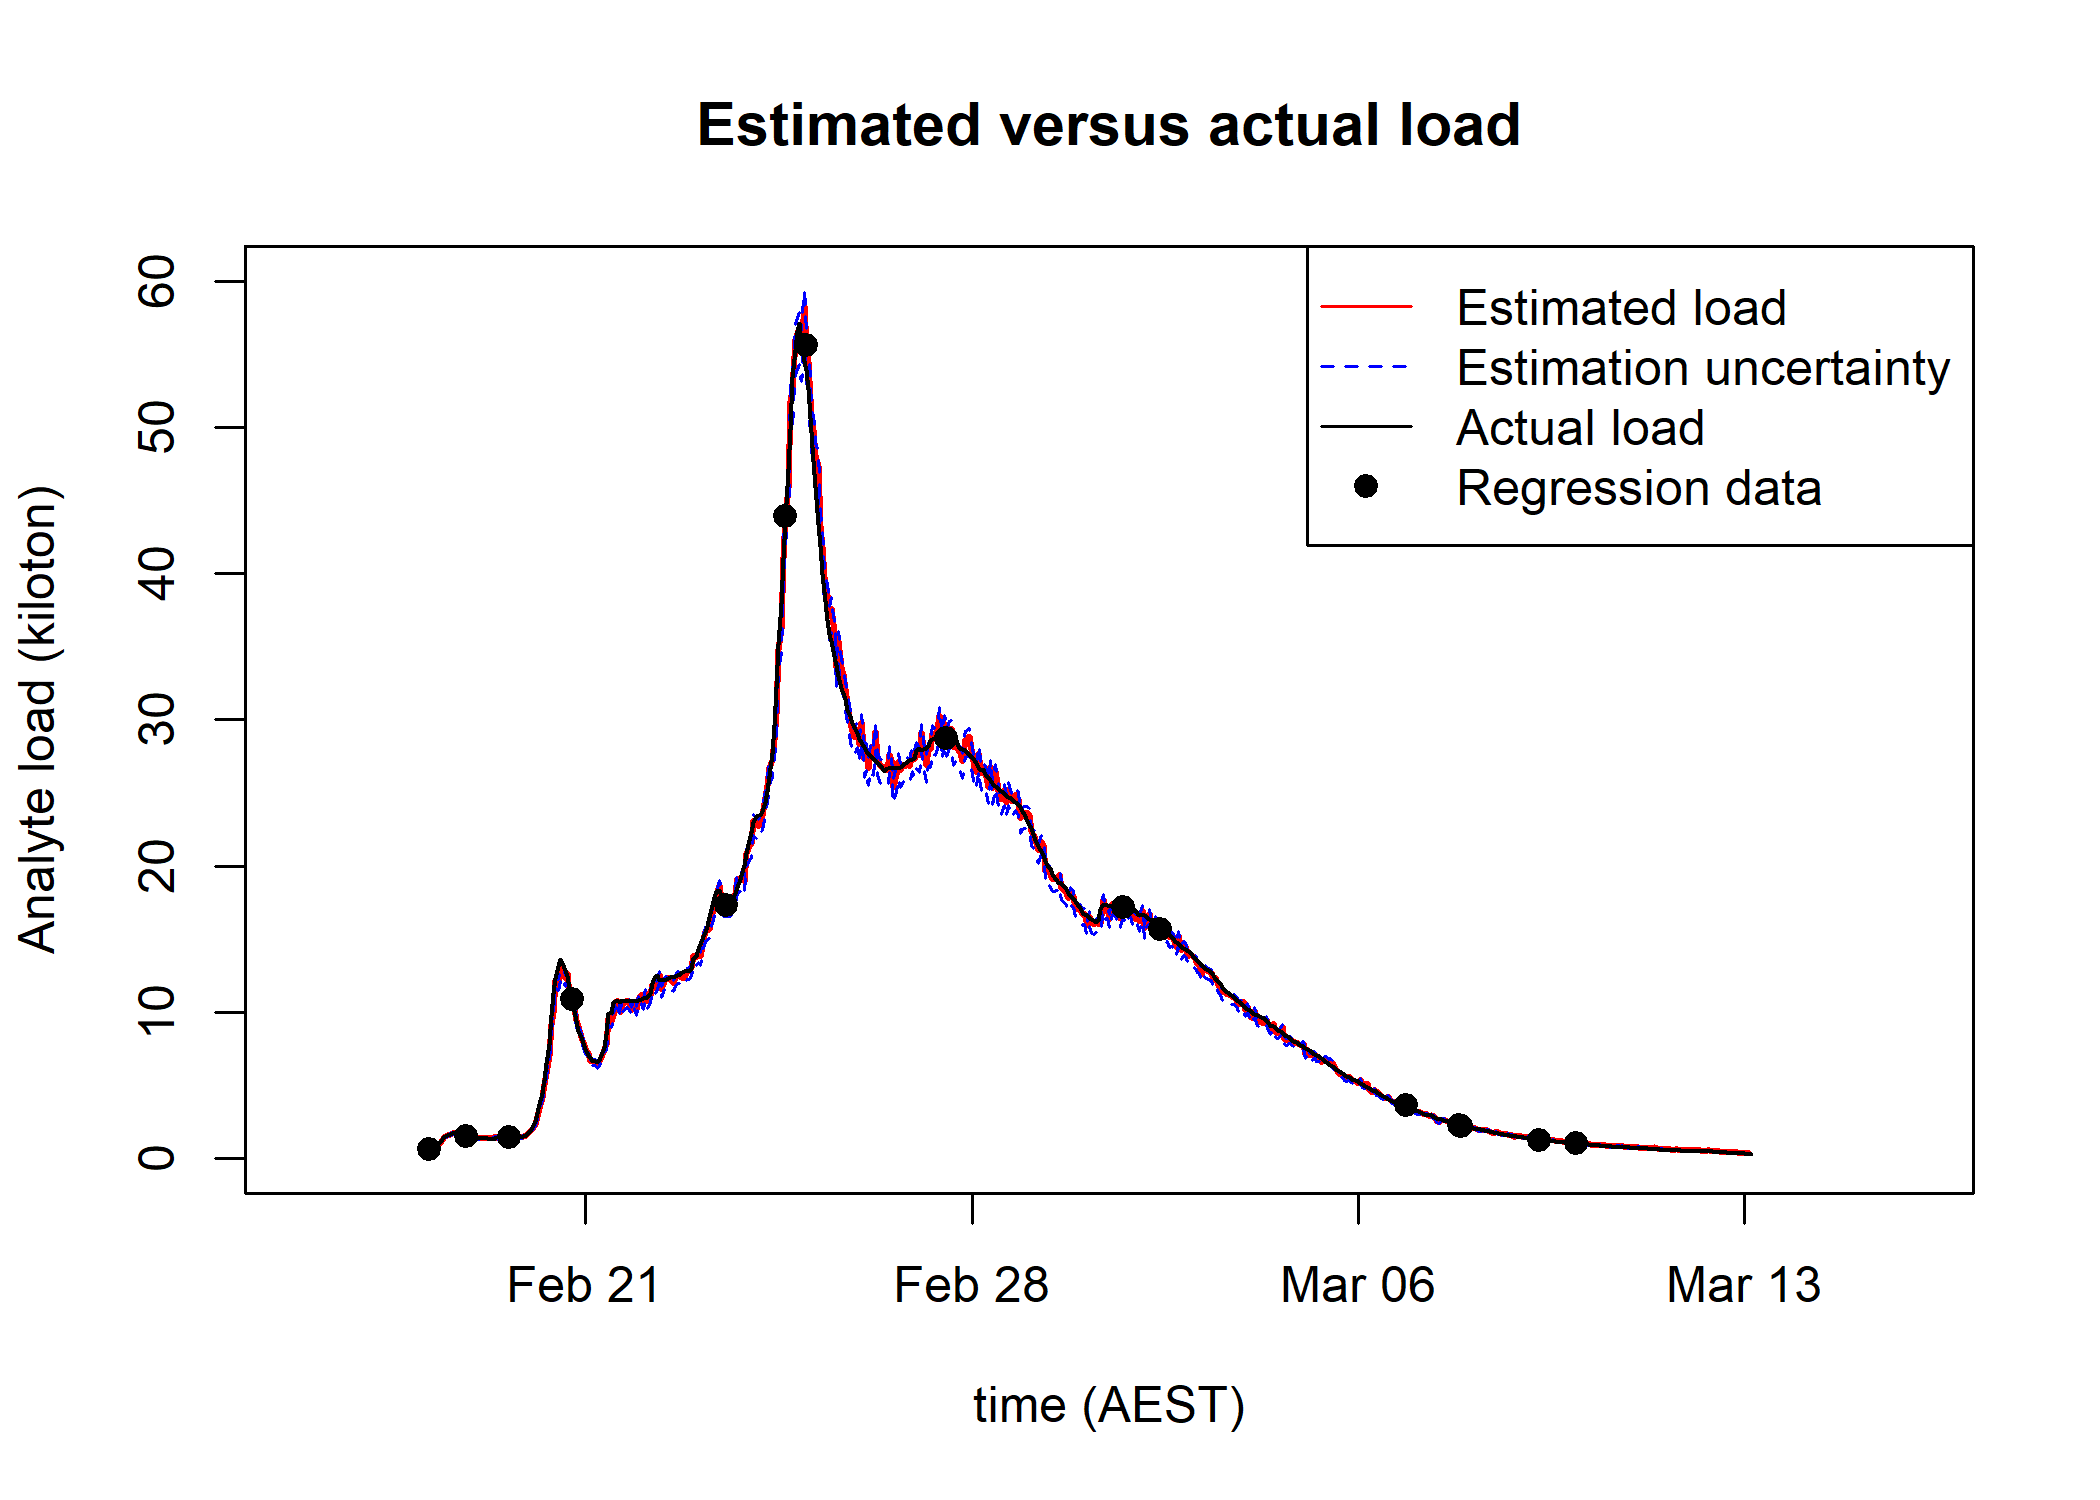 Estimated versus actual load
Analyte load (kiloton)
60
50
40
30
20
10
0
Estimated load
Estimation uncertainty
Actual load
Regression data
Feb 21
Feb 28
Mar 06
Mar 13
time (AEST)